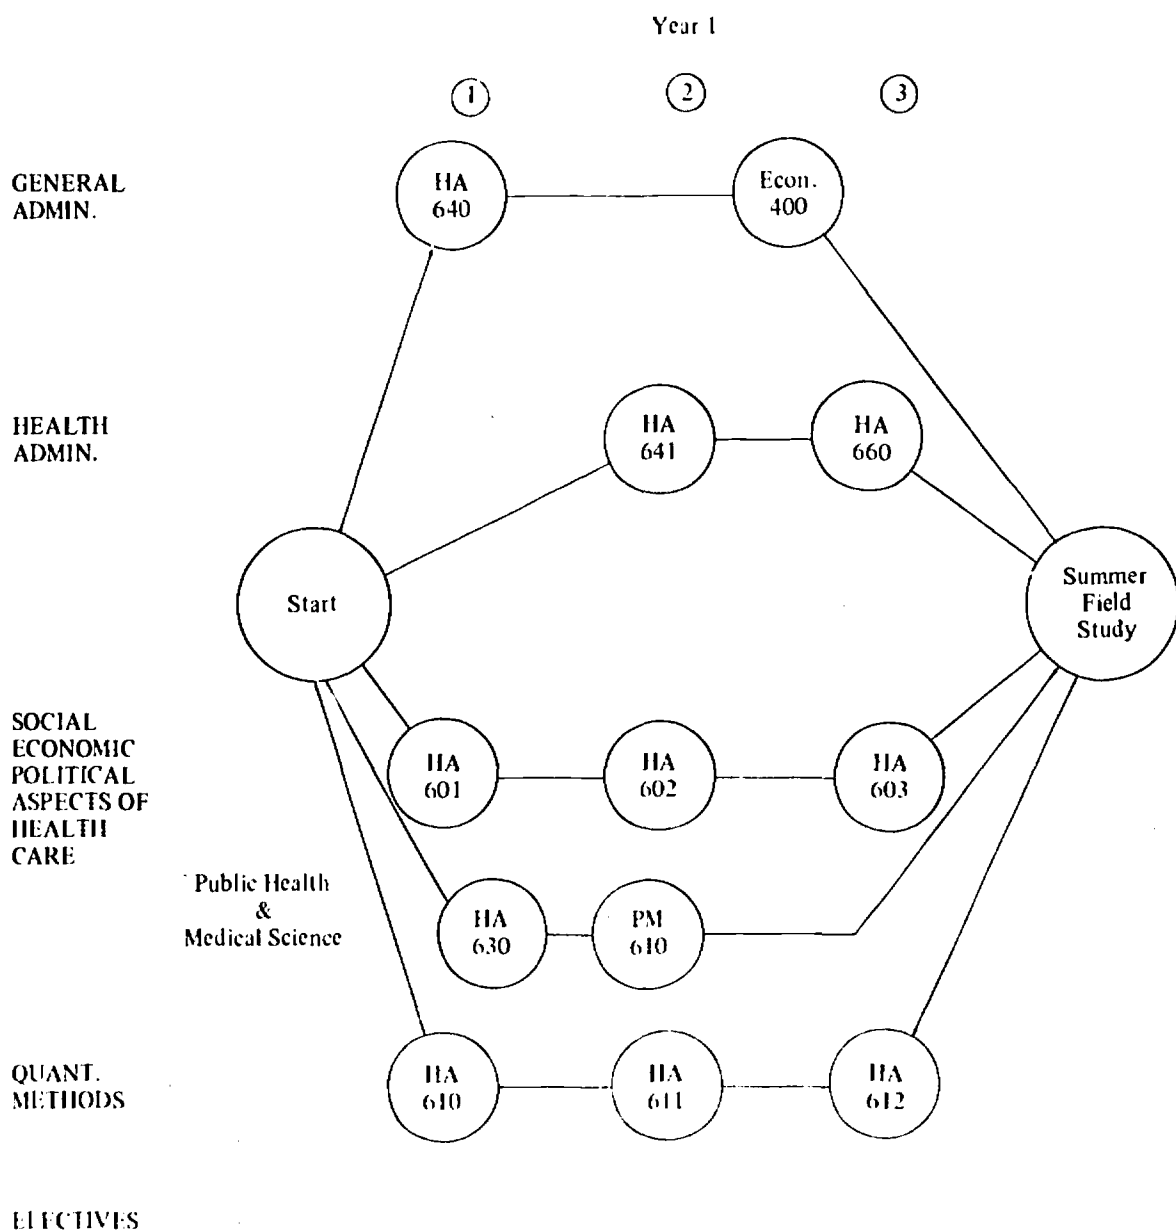 Year 1
1 2 3
GENERAL
ADMIN.
HA
640
Econ.
400
HEALTH
ADMIN.
HA
641
HA
660
Start
Summer
Field
Study
SOCIAL
ECONOMIC
POLITICAL
ASPECTS OF
HEALTH
CARE
HA
601
HA
602
HA
603
Public Health
&
Medical Science
HA
630
PM
610
QUANT.
METHODS
HA
610
HA
611
HA
612
ELECTIVES